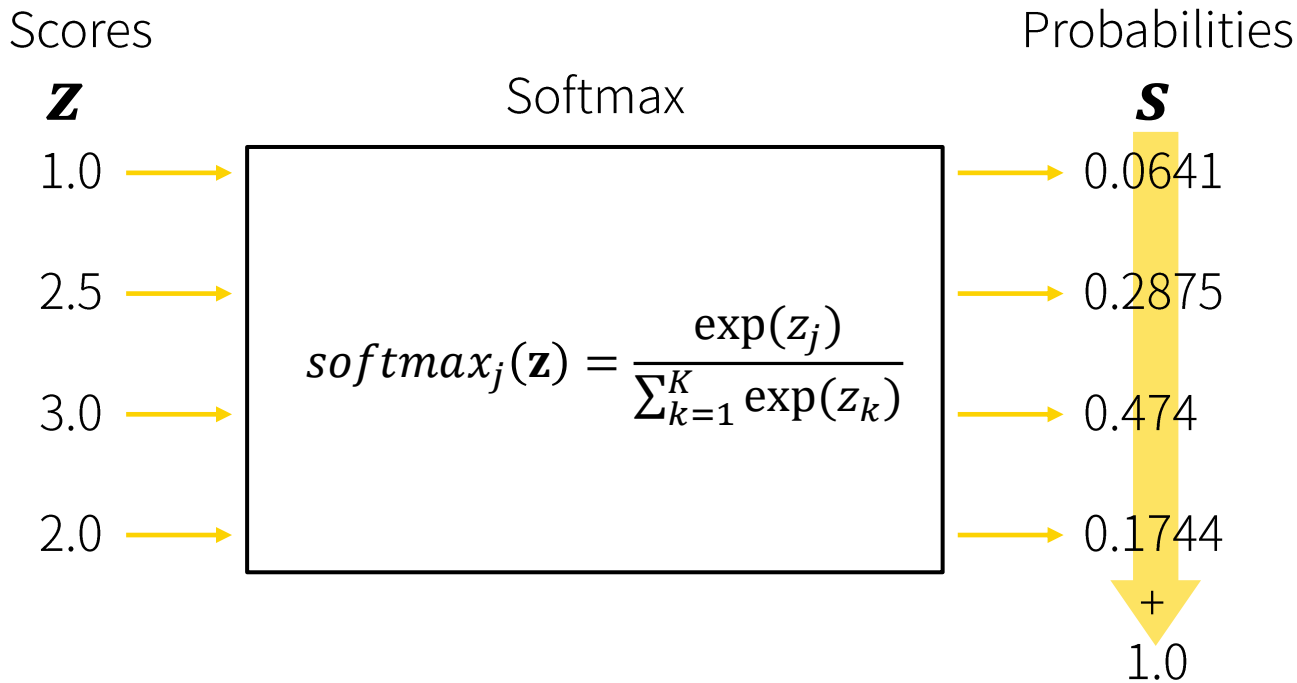 Scores Probabilities
z Softmax s
1.0 0.0641
2.5 0.2875
softmax_j(𝐳) = exp(z_j) / ∑_{k=1}^{K} exp(z_k)
3.0 0.474
2.0 0.1744
+
1.0